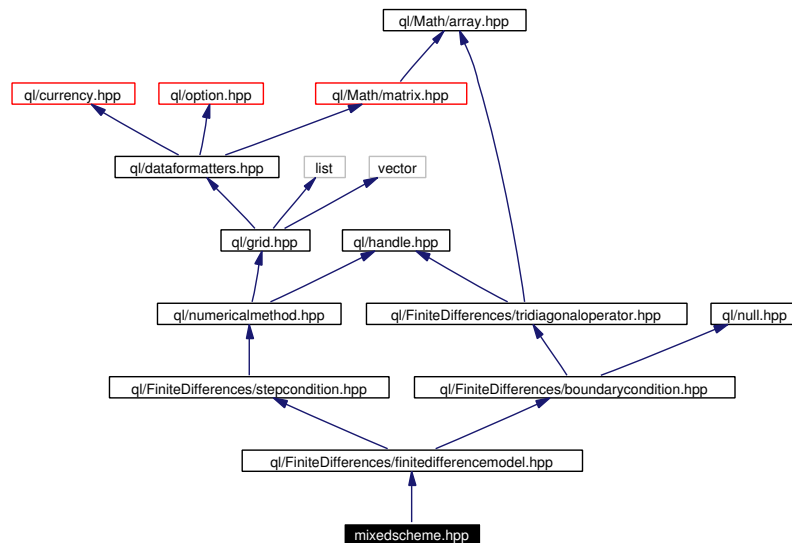 ql/Math/array.hpp
ql/currency.hpp
ql/option.hpp
ql/Math/matrix.hpp
ql/dataformatters.hpp
list
vector
ql/grid.hpp
ql/handle.hpp
ql/numericalmethod.hpp
ql/FiniteDifferences/tridiagonaloperator.hpp
ql/null.hpp
ql/FiniteDifferences/stepcondition.hpp
ql/FiniteDifferences/boundarycondition.hpp
ql/FiniteDifferences/finitedifferencemodel.hpp
mixedscheme.hpp